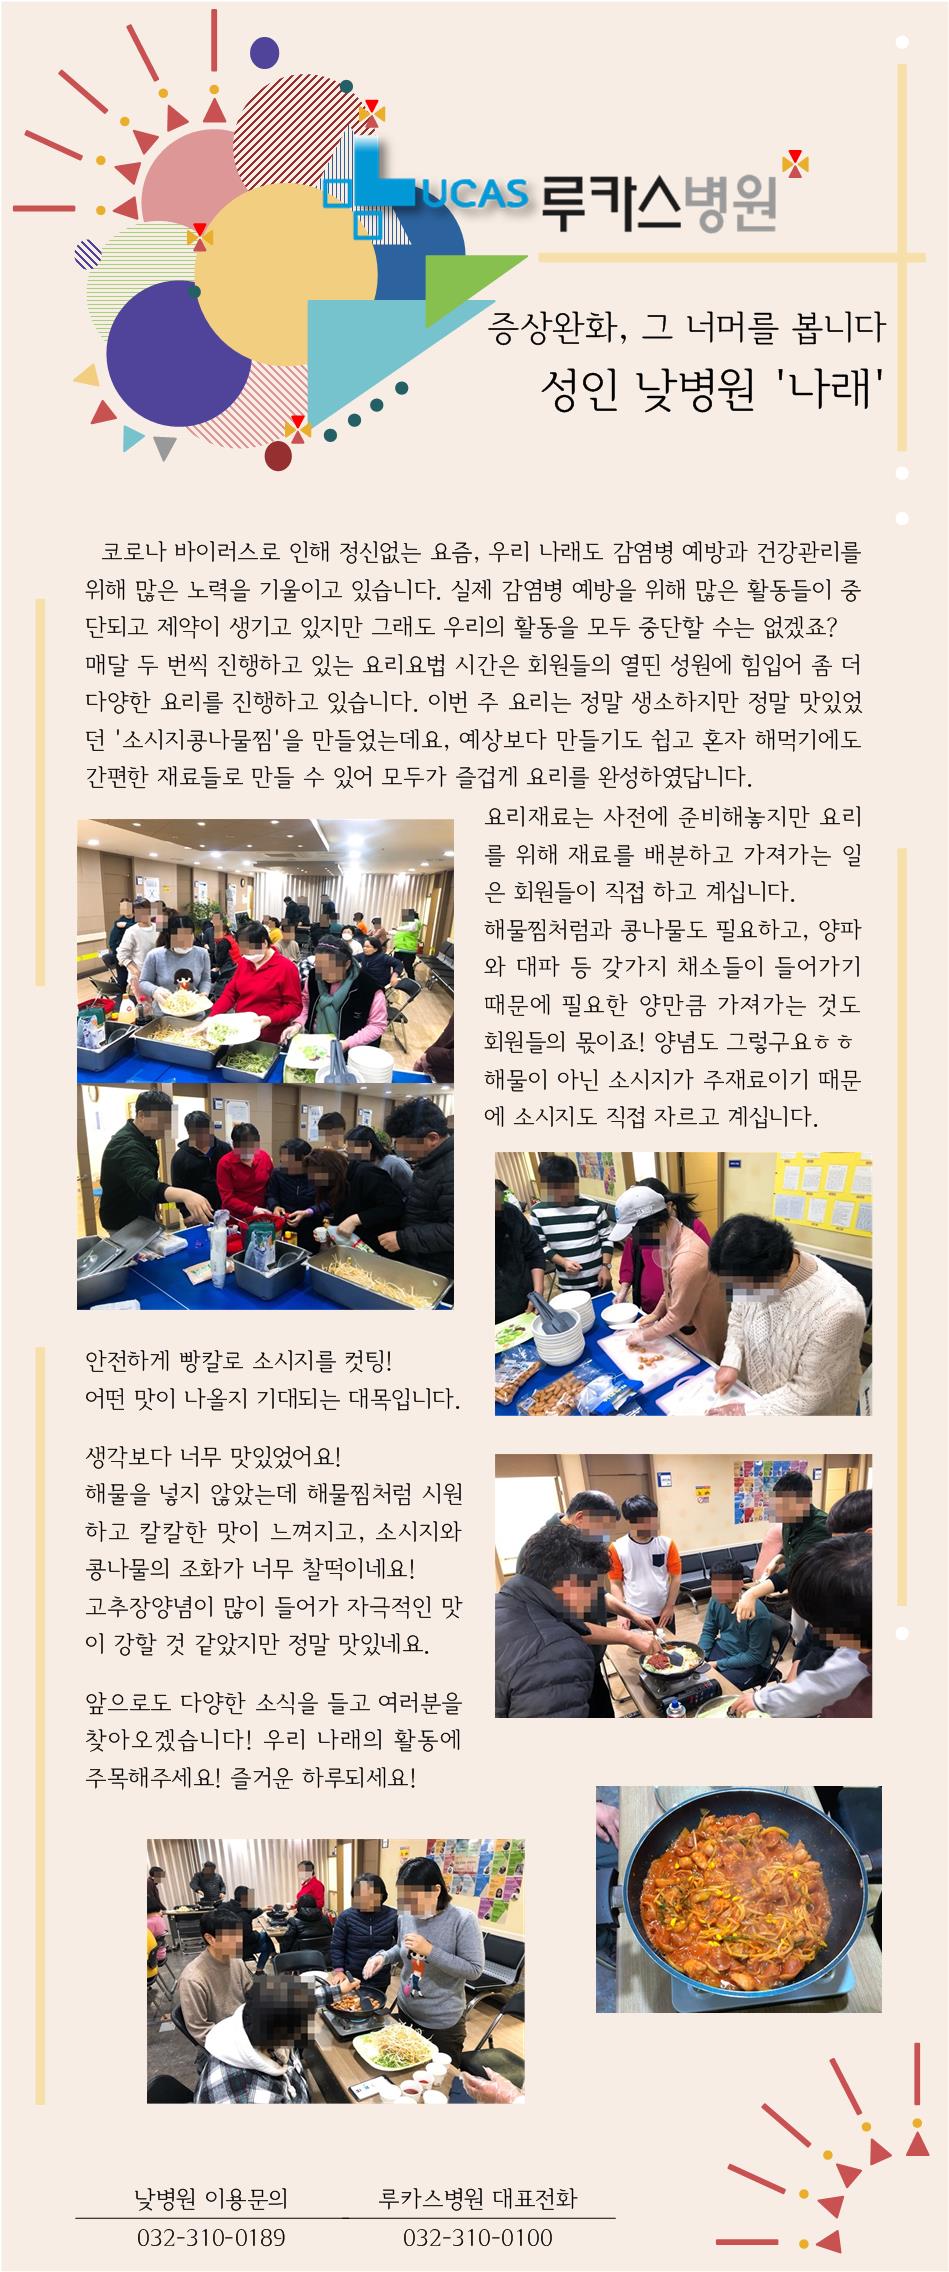 LUCAS 루카스병원
증상완화, 그 너머를 봅니다
성인 낮병원 '나래'
코로나 바이러스로 인해 정신없는 요즘, 우리 나래도 감염병 예방과 건강관리를
위해 많은 노력을 기울이고 있습니다. 실제 감염병 예방을 위해 많은 활동들이 중
단되고 제약이 생기고 있지만 그래도 우리의 활동을 모두 중단할 수는 없겠죠?
매달 두 번씩 진행하고 있는 요리요법 시간은 회원들의 열띤 성원에 힘입어 좀 더
다양한 요리를 진행하고 있습니다. 이번 주 요리는 정말 생소하지만 정말 맛있었
던 '소시지콩나물찜'을 만들었는데요, 예상보다 만들기도 쉽고 혼자 해먹기에도
간편한 재료들로 만들 수 있어 모두가 즐겁게 요리를 완성하였답니다.
요리재료는 사전에 준비해놓지만 요리
를 위해 재료를 배분하고 가져가는 일
은 회원들이 직접 하고 계십니다.
해물찜처럼과 콩나물도 필요하고, 양파
와 대파 등 갖가지 채소들이 들어가기
때문에 필요한 양만큼 가져가는 것도
회원들의 몫이죠! 양념도 그렇구요ㅎㅎ
해물이 아닌 소시지가 주재료이기 때문
에 소시지도 직접 자르고 계십니다.
안전하게 빵칼로 소시지를 컷팅!
어떤 맛이 나올지 기대되는 대목입니다.
생각보다 너무 맛있었어요!
해물을 넣지 않았는데 해물찜처럼 시원
하고 칼칼한 맛이 느껴지고, 소시지와
콩나물의 조화가 너무 찰떡이네요!
고추장양념이 많이 들어가 자극적인 맛
이 강할 것 같았지만 정말 맛있네요.
앞으로도 다양한 소식을 들고 여러분을
찾아오겠습니다! 우리 나래의 활동에
주목해주세요! 즐거운 하루되세요!
낮병원 이용문의 루카스병원 대표전화
032-310-0189 032-310-0100